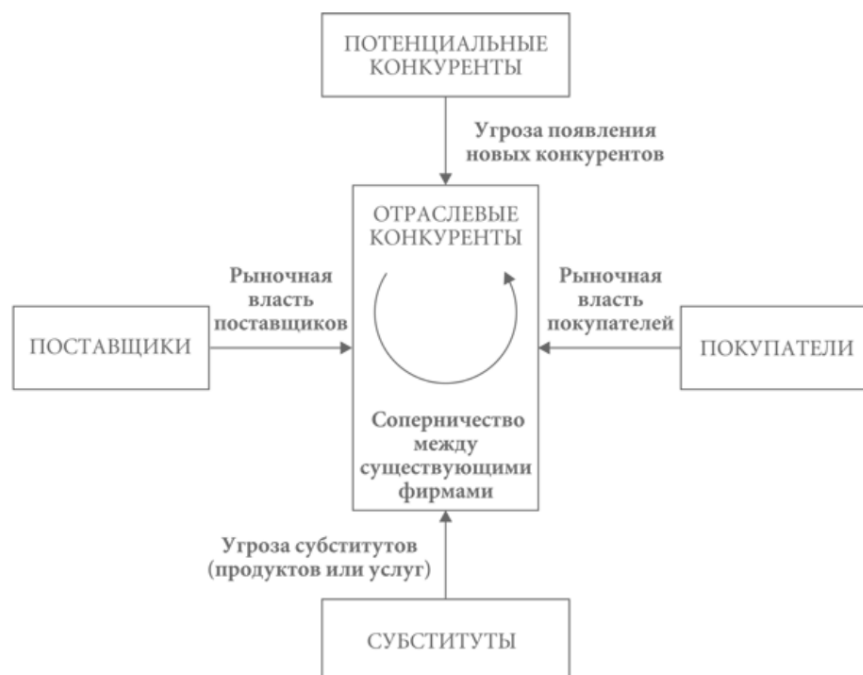 ПОТЕНЦИАЛЬНЫЕ
КОНКУРЕНТЫ
Угроза появления
новых конкурентов
ОТРАСЛЕВЫЕ
КОНКУРЕНТЫ
Рыночная
власть
поставщиков
Рыночная
власть
покупателей
ПОСТАВЩИКИ
ПОКУПАТЕЛИ
Соперничество
между
существующими
фирмами
Угроза субститутов
(продуктов или услуг)
СУБСТИТУТЫ